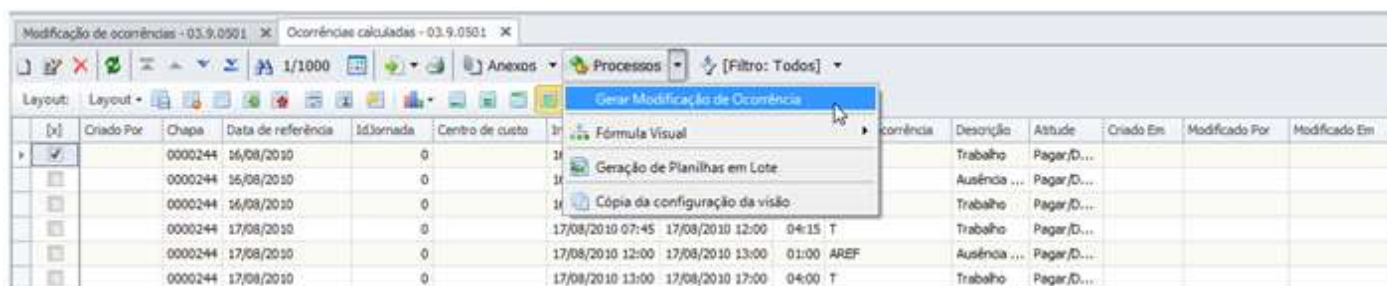 Modificação de ocorrências - 03.9.0501 Ocorrências calculadas - 03.9.0501
1/1000 Anexos Processos [Filtro: Todos]
Layout: Layout Gerar Modificação de Ocorrência
[x] Criado Por Chapa Data de referência IdJornada Centro de custo Fórmula Visual Descrição Atitude Criado Em Modificado Por Modificado Em
0000244 16/08/2010 0 Trabalho Pagar/D...
0000244 16/08/2010 0 Geração de Planilhas em Lote Ausência ... Pagar/D...
0000244 16/08/2010 0 Cópia da configuração da visão Trabalho Pagar/D...
0000244 17/08/2010 0 17/08/2010 07:45 17/08/2010 12:00 04:15 T Trabalho Pagar/D...
0000244 17/08/2010 0 17/08/2010 12:00 17/08/2010 13:00 01:00 AREF Ausência ... Pagar/D...
0000244 17/08/2010 0 17/08/2010 13:00 17/08/2010 17:00 04:00 T Trabalho Pagar/D...